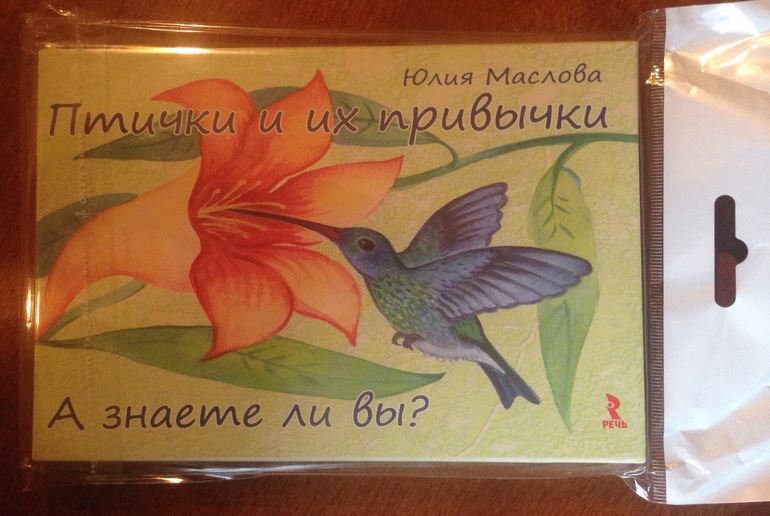 Юлия Маслова
Птички и их привычки
А знаете ли вы?
РЕЧЬ